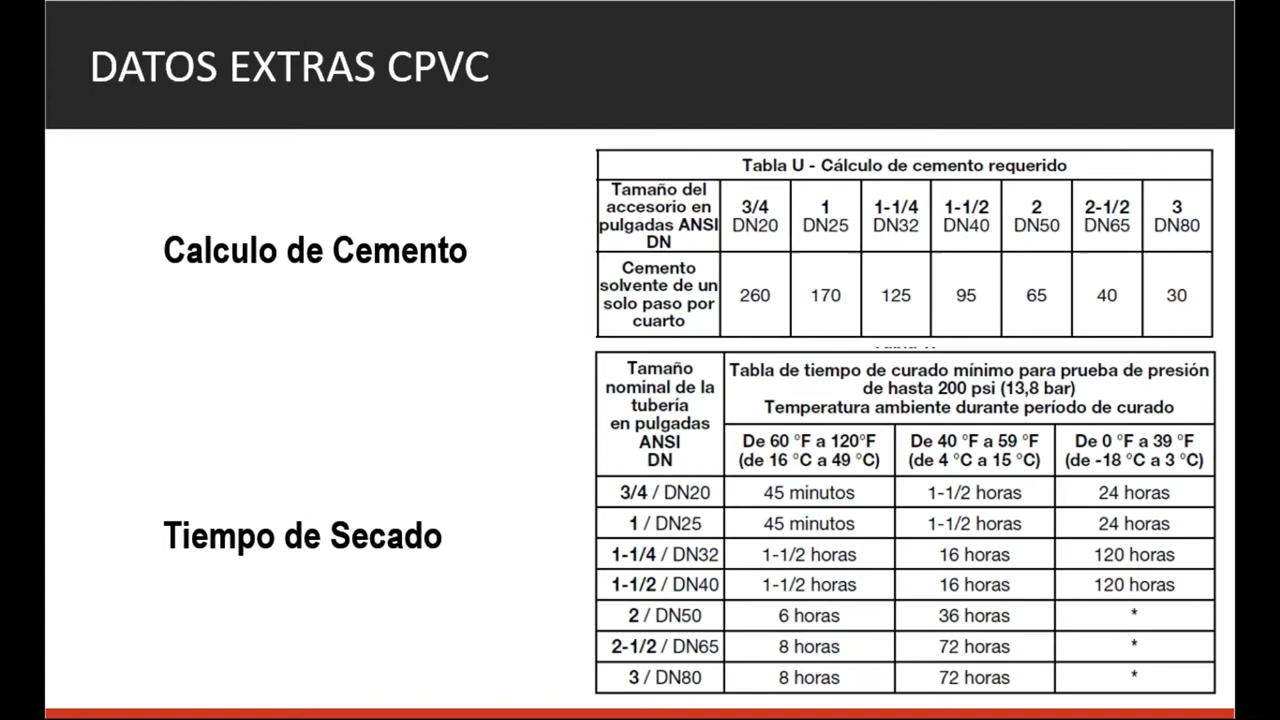 DATOS EXTRAS CPVC
Calculo de Cemento
Tabla U - Cálculo de cemento requerido
Tamaño del accesorio en pulgadas ANSI DN 3/4 DN20 1 DN25 1-1/4 DN32 1-1/2 DN40 2 DN50 2-1/2 DN65 3 DN80
Cemento solvente de un solo paso por cuarto 260 170 125 95 65 40 30
Tiempo de Secado
Tamaño nominal de la tubería en pulgadas ANSI DN
Tabla de tiempo de curado mínimo para prueba de presión
de hasta 200 psi (13,8 bar)
Temperatura ambiente durante período de curado
De 60 °F a 120°F (de 16 °C a 49 °C) De 40 °F a 59 °F (de 4 °C a 15 °C) De 0 °F a 39 °F (de -18 °C a 3 °C)
3/4 / DN20 45 minutos 1-1/2 horas 24 horas
1 / DN25 45 minutos 1-1/2 horas 24 horas
1-1/4 / DN32 1-1/2 horas 16 horas 120 horas
1-1/2 / DN40 1-1/2 horas 16 horas 120 horas
2 / DN50 6 horas 36 horas *
2-1/2 / DN65 8 horas 72 horas *
3 / DN80 8 horas 72 horas *